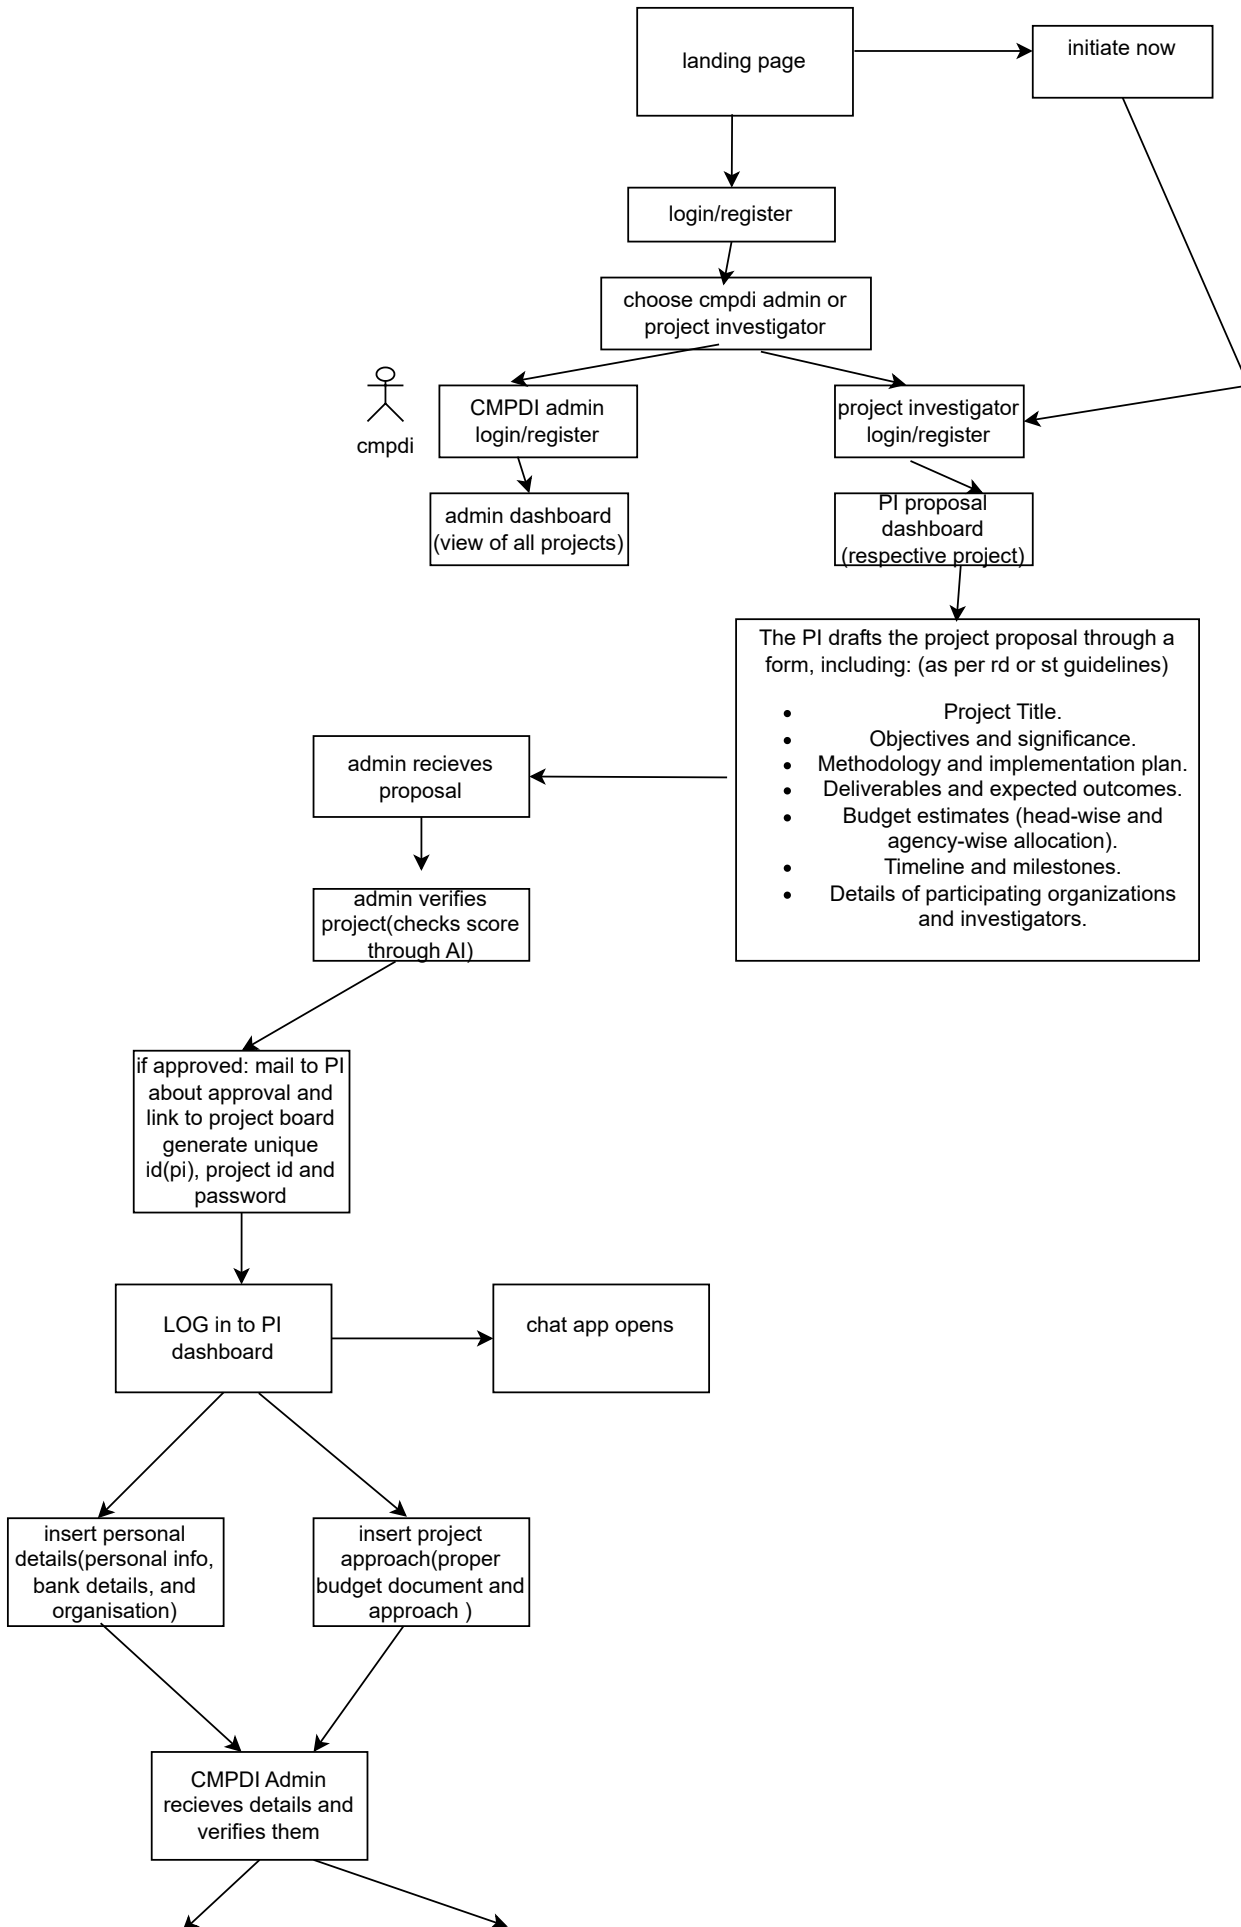 landing page
initiate now
login/register
choose cmpdi admin or
project investigator
cmpdi
CMPDI admin
login/register
project investigator
login/register
admin dashboard
(view of all projects)
PI proposal
dashboard
(respective project)
The PI drafts the project proposal through a
form, including: (as per rd or st guidelines)
• Project Title.
• Objectives and significance.
• Methodology and implementation plan.
• Deliverables and expected outcomes.
• Budget estimates (head-wise and
agency-wise allocation).
• Timeline and milestones.
• Details of participating organizations
and investigators.
admin recieves
proposal
admin verifies
project(checks score
through AI)
if approved: mail to PI
about approval and
link to project board
generate unique
id(pi), project id and
password
LOG in to PI
dashboard
chat app opens
insert personal
details(personal info,
bank details, and
organisation)
insert project
approach(proper
budget document and
approach )
CMPDI Admin
recieves details and
verifies them